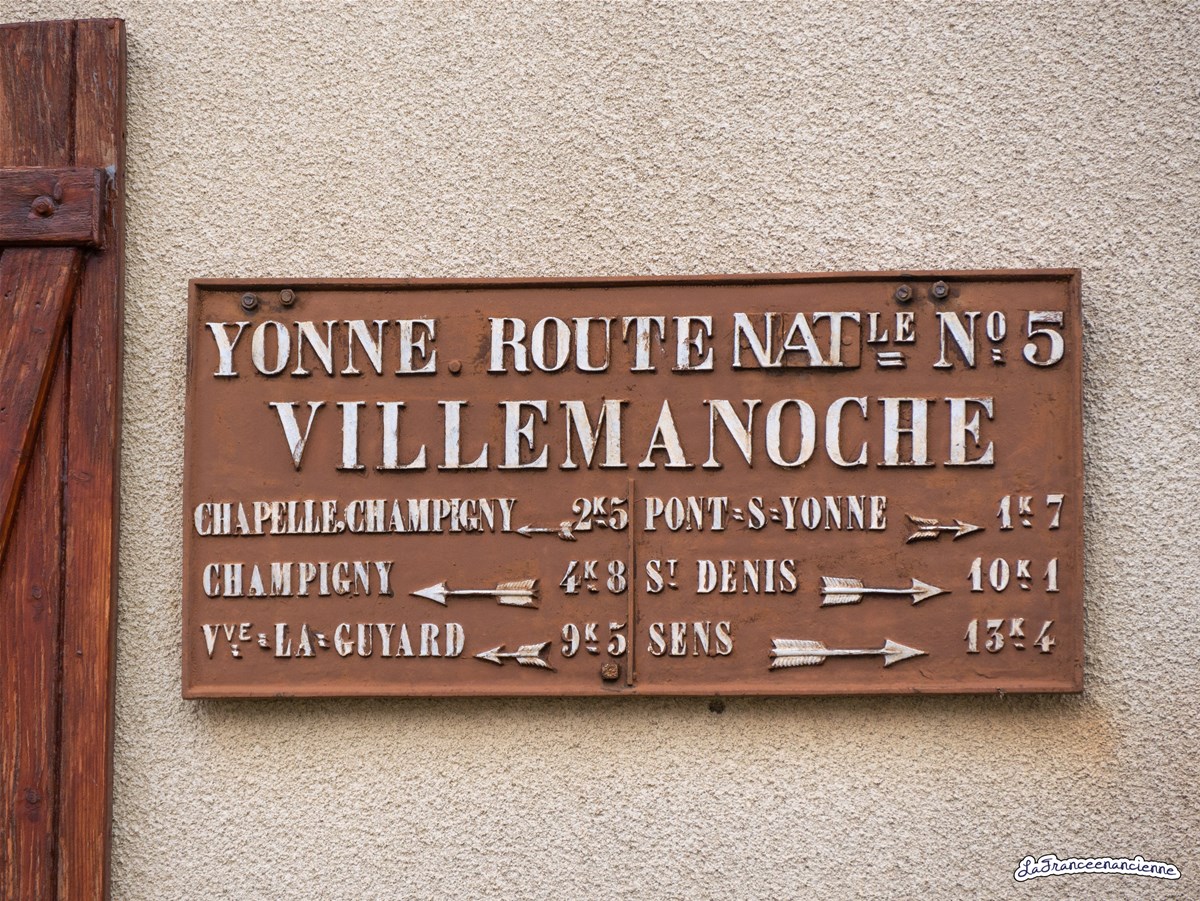 YONNE. ROUTE NATLE NO 5
VILLEMANOCHE
CHAPELLE, CHAMPIGNY 2K5
CHAMPIGNY 4K8
VVE=LA=GUYARD 9K5
PONT=S=YONNE 1K7
ST DENIS 10K1
SENS 13K4
LaFranceenancienne